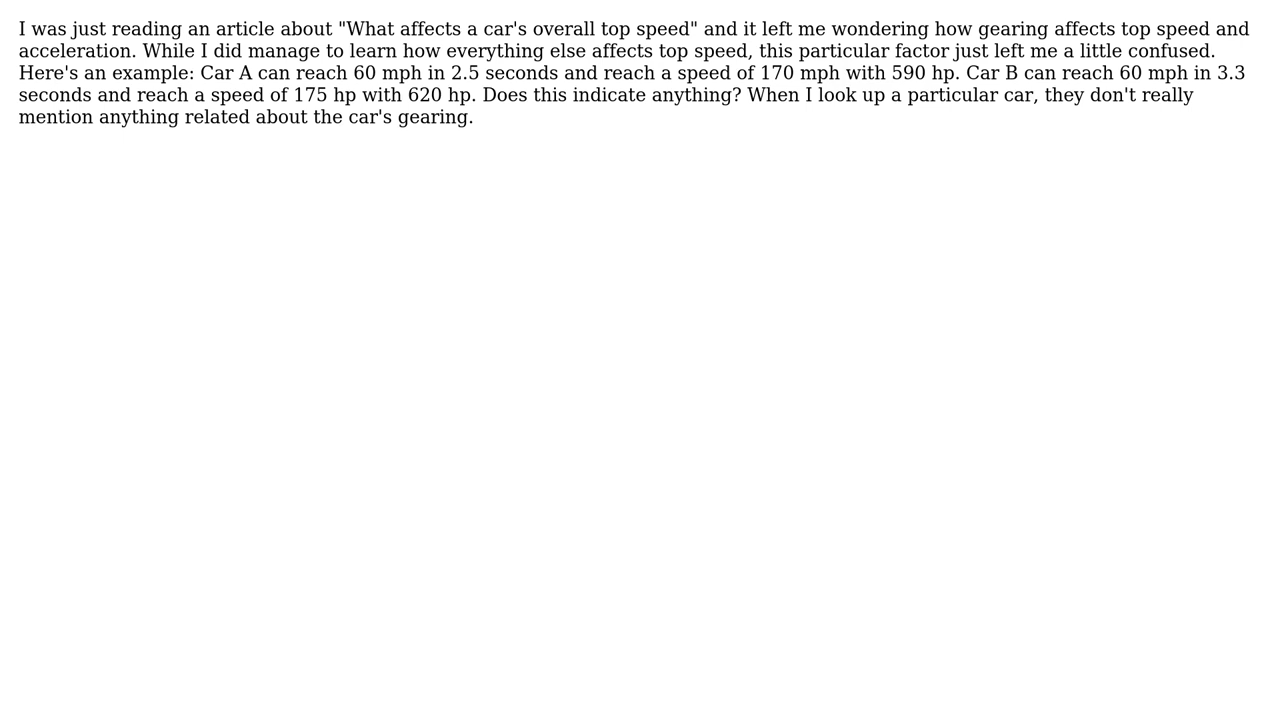 I was just reading an article about "What affects a car's overall top speed" and it left me wondering how gearing affects top speed and
acceleration. While I did manage to learn how everything else affects top speed, this particular factor just left me a little confused.
Here's an example: Car A can reach 60 mph in 2.5 seconds and reach a speed of 170 mph with 590 hp. Car B can reach 60 mph in 3.3
seconds and reach a speed of 175 hp with 620 hp. Does this indicate anything? When I look up a particular car, they don't really
mention anything related about the car's gearing.